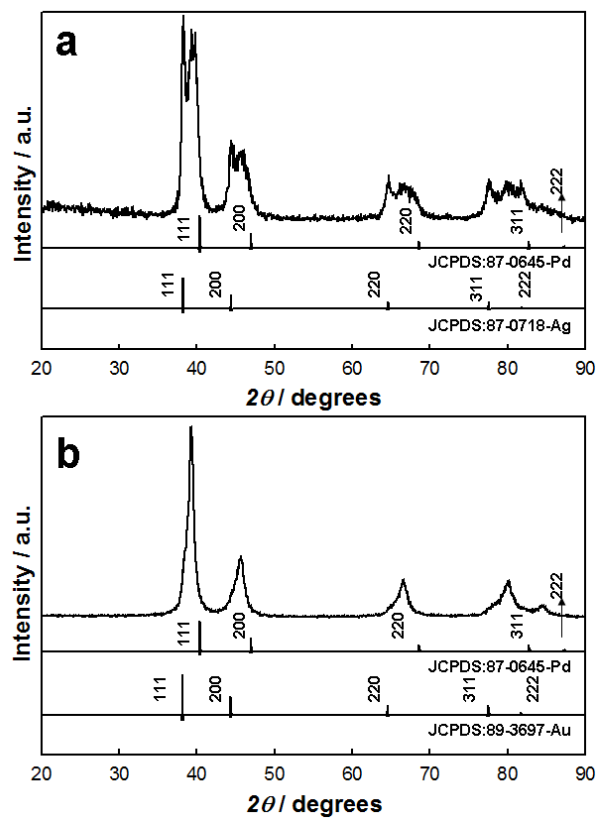 a
Intensity / a.u.
111
200
220
311
222
JCPDS:87-0645-Pd
111
200
220
311
222
JCPDS:87-0718-Ag
20 30 40 50 60 70 80 90
2θ / degrees
b
Intensity / a.u.
111
200
220
311
222
JCPDS:87-0645-Pd
111
200
220
311
222
JCPDS:89-3697-Au
20 30 40 50 60 70 80 90
2θ / degrees